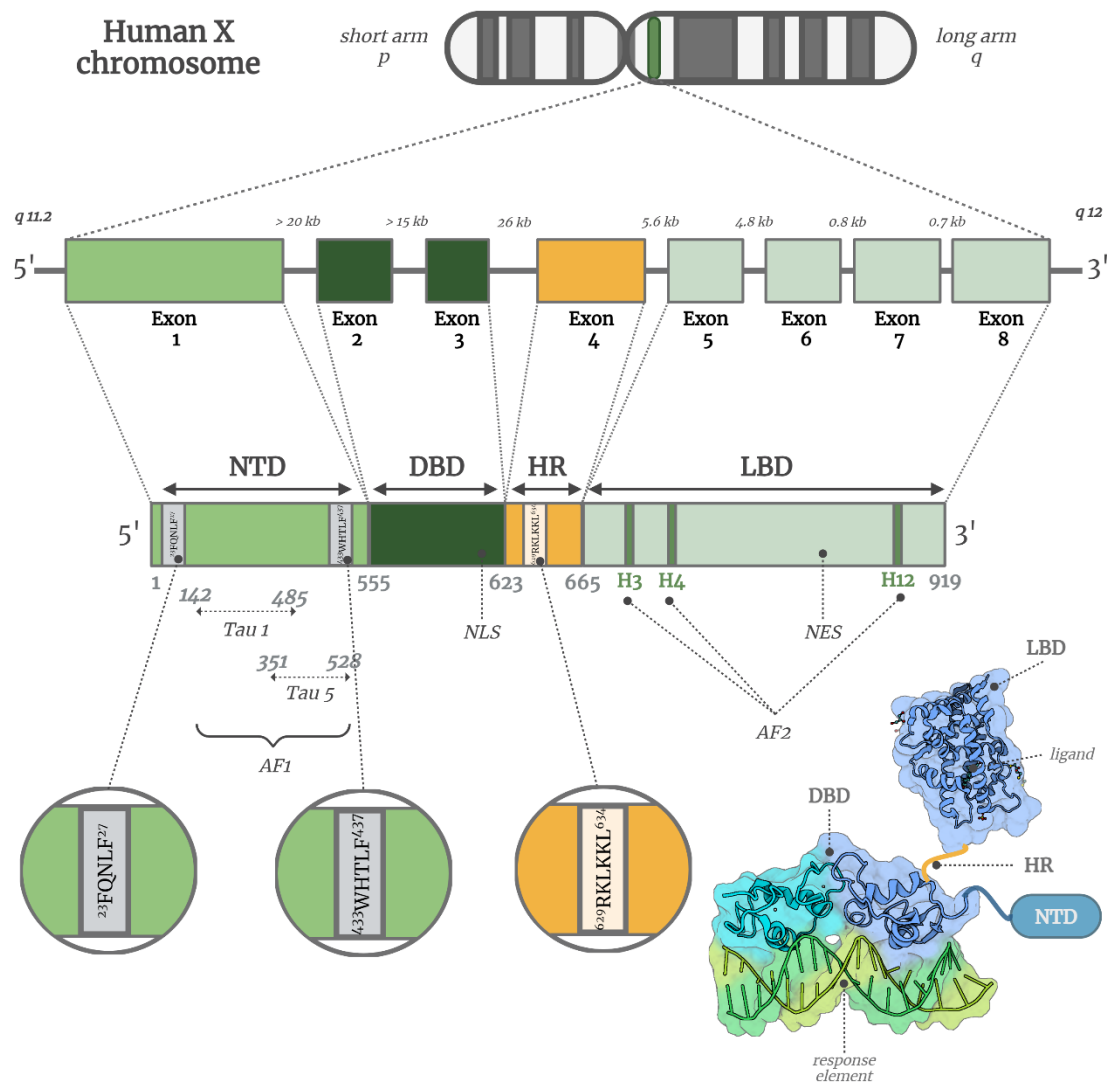 Human X
chromosome
short arm
p
long arm
q
q 11.2
> 20 kb
> 15 kb
26 kb
5.6 kb
4.8 kb
0.8 kb
0.7 kb
q 12
5'
3'
Exon
1
Exon
2
Exon
3
Exon
4
Exon
5
Exon
6
Exon
7
Exon
8
NTD
DBD
HR
LBD
5'
²³FQNLF²⁷
⁴³³WHTLF⁴³⁷
⁶²⁹RKLKKL⁶³⁴
3'
1
555
623
665
H3
H4
H12
919
142
485
Tau 1
NLS
NES
351
528
Tau 5
AF1
AF2
²³FQNLF²⁷
⁴³³WHTLF⁴³⁷
⁶²⁹RKLKKL⁶³⁴
LBD
ligand
DBD
HR
NTD
response
element